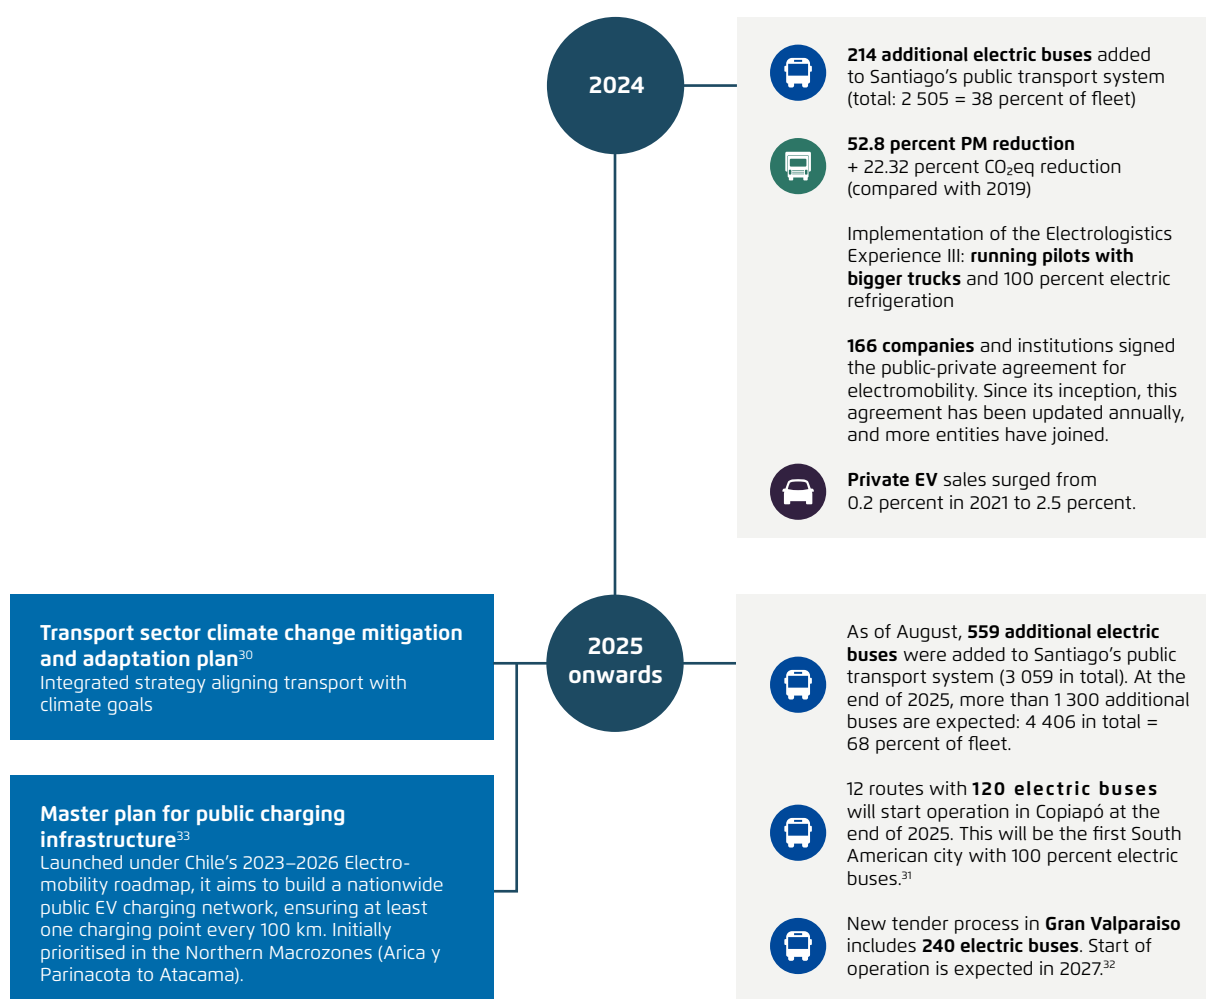 2024
214 additional electric buses added
to Santiago's public transport system
(total: 2 505 = 38 percent of fleet)
52.8 percent PM reduction
+ 22.32 percent CO₂eq reduction
(compared with 2019)
Implementation of the Electrologistics
Experience III: running pilots with
bigger trucks and 100 percent electric
refrigeration
166 companies and institutions signed
the public-private agreement for
electromobility. Since its inception, this
agreement has been updated annually,
and more entities have joined.
Private EV sales surged from
0.2 percent in 2021 to 2.5 percent.
2025
onwards
Transport sector climate change mitigation
and adaptation plan³⁰
Integrated strategy aligning transport with
climate goals
Master plan for public charging
infrastructure³³
Launched under Chile's 2023–2026 Electro-
mobility roadmap, it aims to build a nationwide
public EV charging network, ensuring at least
one charging point every 100 km. Initially
prioritised in the Northern Macrozones (Arica y
Parinacota to Atacama).
As of August, 559 additional electric
buses were added to Santiago's public
transport system (3 059 in total). At the
end of 2025, more than 1 300 additional
buses are expected: 4 406 in total =
68 percent of fleet.
12 routes with 120 electric buses
will start operation in Copiapó at the
end of 2025. This will be the first South
American city with 100 percent electric
buses.³¹
New tender process in Gran Valparaiso
includes 240 electric buses. Start of
operation is expected in 2027.³²